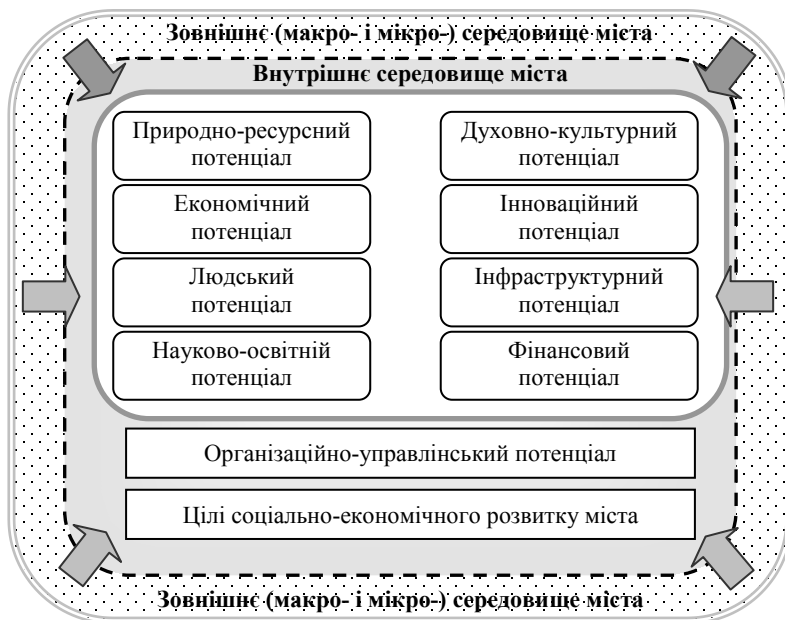 Зовнішнє (макро- і мікро-) середовище міста
Внутрішнє середовище міста
Природно-ресурсний
потенціал
Духовно-культурний
потенціал
Економічний
потенціал
Інноваційний
потенціал
Людський
потенціал
Інфраструктурний
потенціал
Науково-освітній
потенціал
Фінансовий
потенціал
Організаційно-управлінський потенціал
Цілі соціально-економічного розвитку міста
Зовнішнє (макро- і мікро-) середовище міста